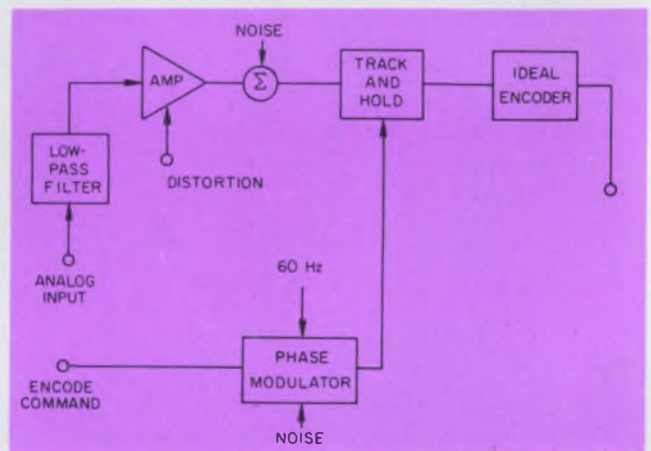 NOISE
AMP
Σ
TRACK
AND
HOLD
IDEAL
ENCODER
LOW-
PASS
FILTER
DISTORTION
ANALOG
INPUT
60 Hz
ENCODE
COMMAND
PHASE
MODULATOR
NOISE